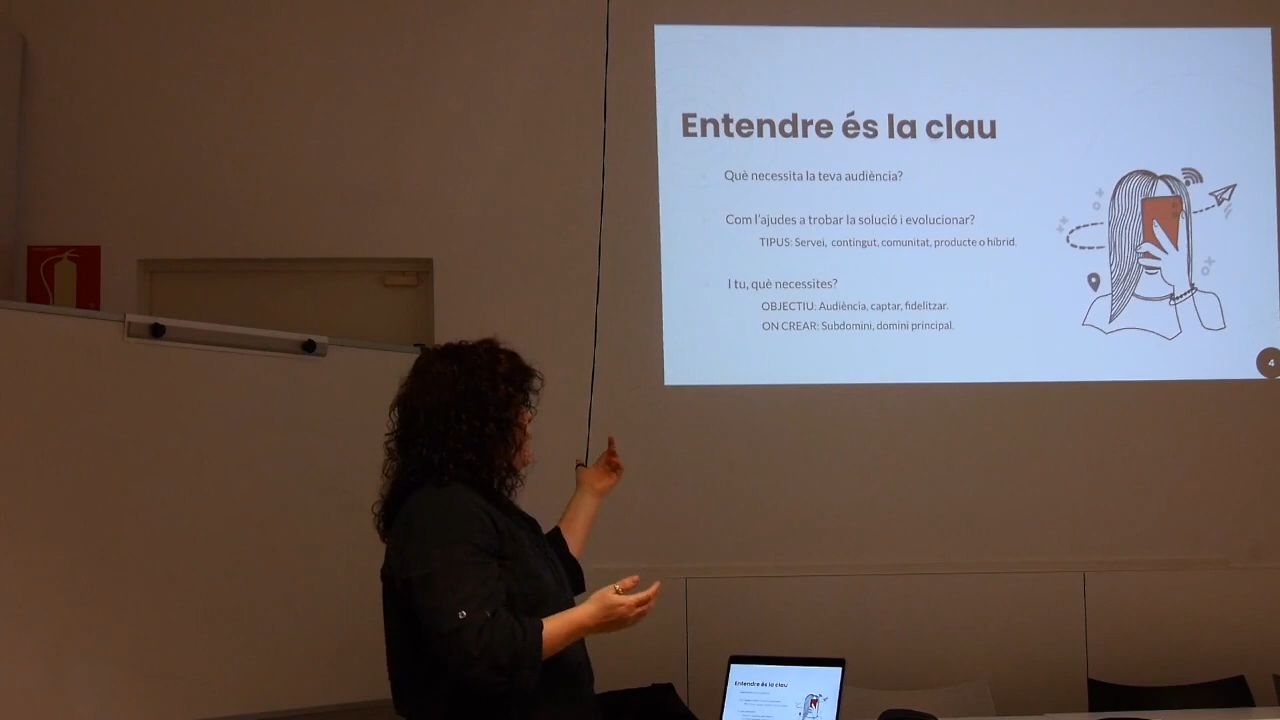 Entendre és la clau
Què necessita la teva audiència?
Com l'ajudes a trobar la solució i evolucionar?
TIPUS: Servei, contingut, comunitat, producte o híbrid.
I tu, què necessites?
OBJECTIU: Audiència, captar, fidelitzar.
ON CREAR: Subdomini, domini principal.
4
Entendre és la clau